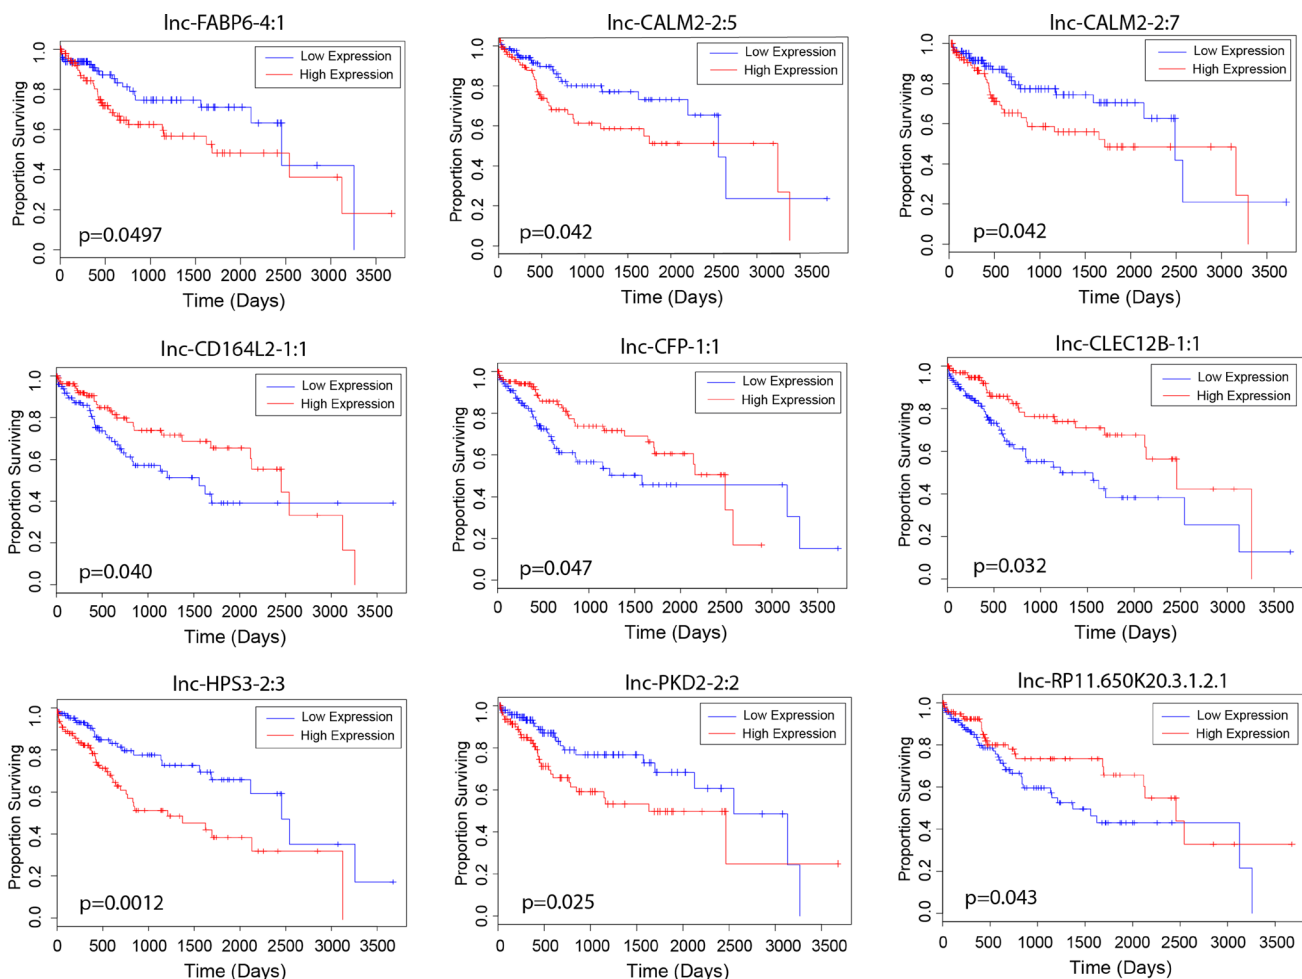 lnc-FABP6-4:1
Proportion Surviving
1.0
0.8
0.6
0.4
0.2
0.0
Low Expression
High Expression
p=0.0497
0 500 1000 1500 2000 2500 3000 3500
Time (Days)
lnc-CALM2-2:5
Proportion Surviving
1.0
0.8
0.6
0.4
0.2
0.0
Low Expression
High Expression
p=0.042
0 500 1000 1500 2000 2500 3000 3500
Time (Days)
lnc-CALM2-2:7
Proportion Surviving
1.0
0.8
0.6
0.4
0.2
0.0
Low Expression
High Expression
p=0.042
0 500 1000 1500 2000 2500 3000 3500
Time (Days)
lnc-CD164L2-1:1
Proportion Surviving
1.0
0.8
0.6
0.4
0.2
0.0
Low Expression
High Expression
p=0.040
0 500 1000 1500 2000 2500 3000 3500
Time (Days)
lnc-CFP-1:1
Proportion Surviving
1.0
0.8
0.6
0.4
0.2
0.0
Low Expression
High Expression
p=0.047
0 500 1000 1500 2000 2500 3000 3500
Time (Days)
lnc-CLEC12B-1:1
Proportion Surviving
1.0
0.8
0.6
0.4
0.2
0.0
Low Expression
High Expression
p=0.032
0 500 1000 1500 2000 2500 3000 3500
Time (Days)
lnc-HPS3-2:3
Proportion Surviving
1.0
0.8
0.6
0.4
0.2
0.0
Low Expression
High Expression
p=0.0012
0 500 1000 1500 2000 2500 3000 3500
Time (Days)
lnc-PKD2-2:2
Proportion Surviving
1.0
0.8
0.6
0.4
0.2
0.0
Low Expression
High Expression
p=0.025
0 500 1000 1500 2000 2500 3000 3500
Time (Days)
lnc-RP11.650K20.3.1.2.1
Proportion Surviving
1.0
0.8
0.6
0.4
0.2
0.0
Low Expression
High Expression
p=0.043
0 500 1000 1500 2000 2500 3000 3500
Time (Days)